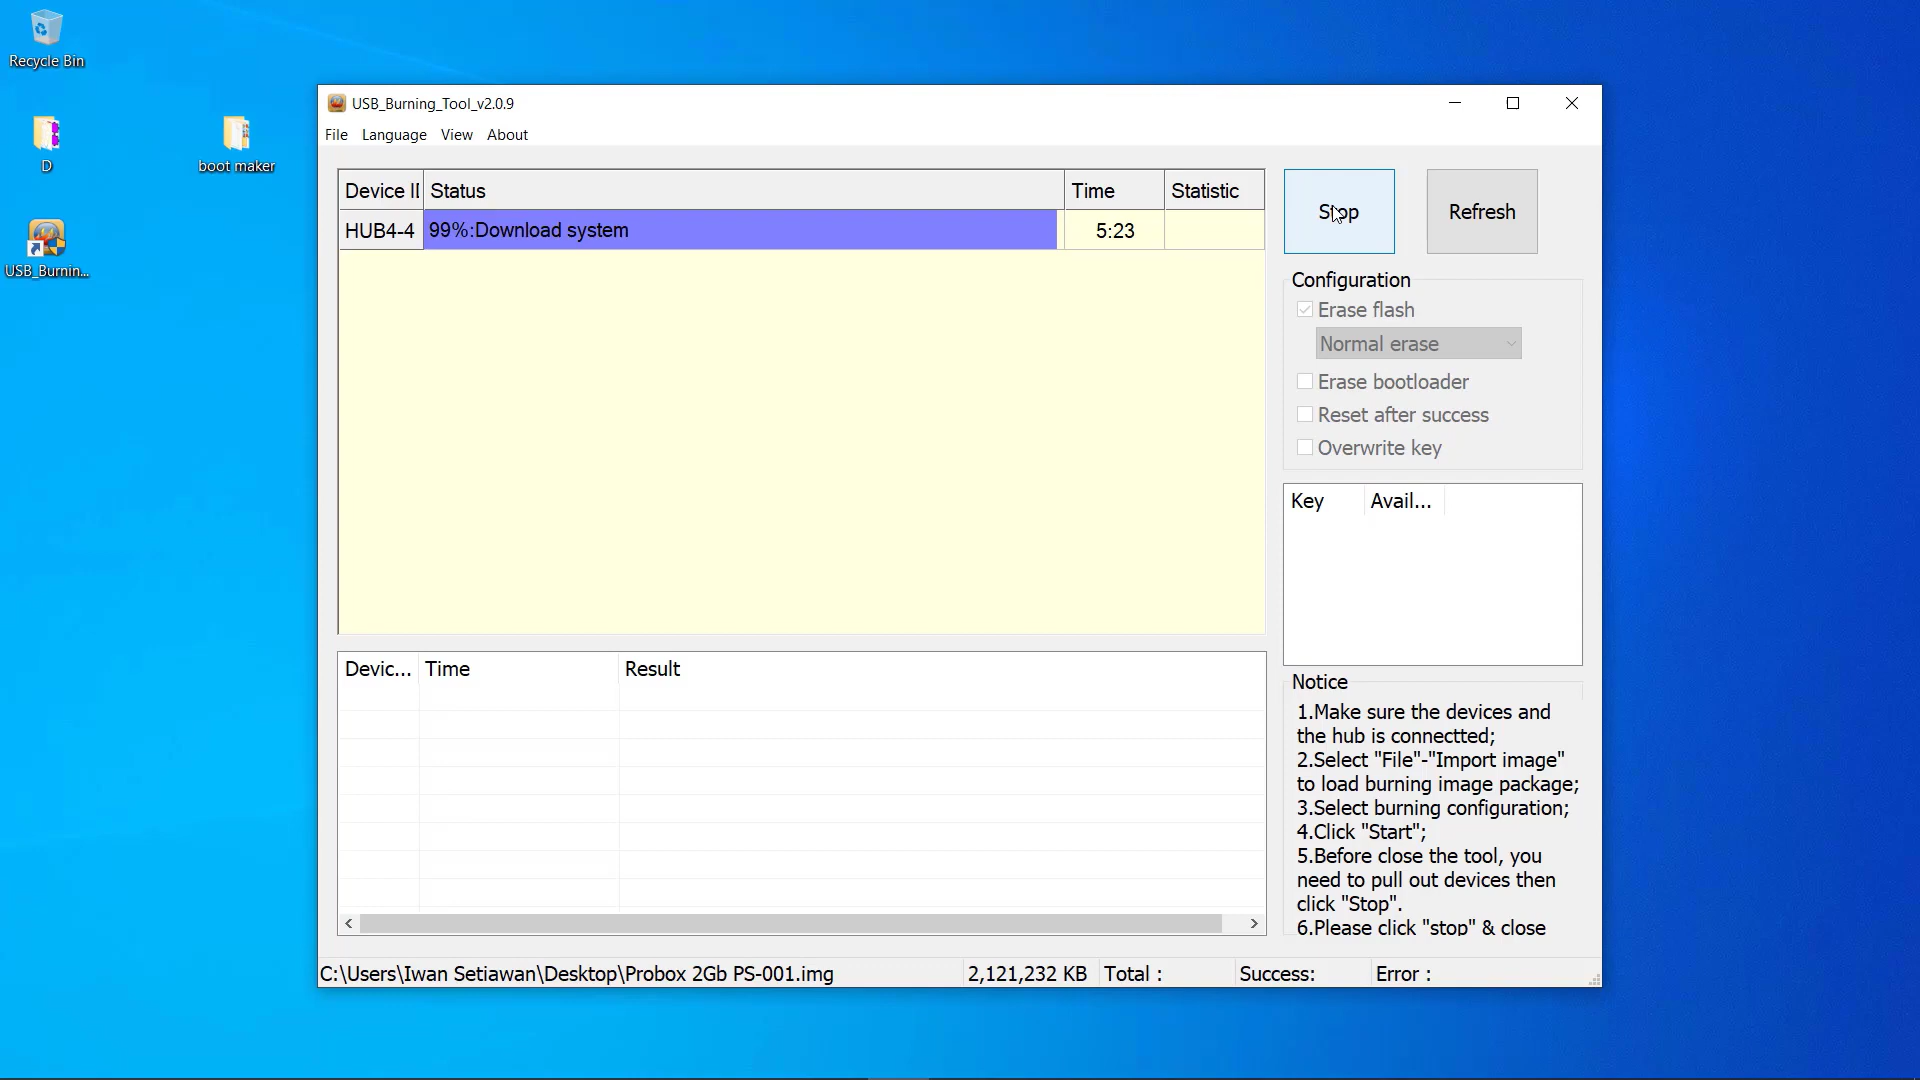 Recycle Bin
D
boot maker
USB_Burnin...
USB_Burning_Tool_v2.0.9
File Language View About
Device II Status Time Statistic
HUB4-4 99%:Download system 5:23
Stop Refresh
Configuration
Erase flash
Normal erase
Erase bootloader
Reset after success
Overwrite key
Key Avail...
Devic... Time Result
Notice
1.Make sure the devices and
the hub is connectted;
2.Select "File"-"Import image"
to load burning image package;
3.Select burning configuration;
4.Click "Start";
5.Before close the tool, you
need to pull out devices then
click "Stop".
6.Please click "stop" & close
C:\Users\Iwan Setiawan\Desktop\Probox 2Gb PS-001.img 2,121,232 KB Total : Success: Error :